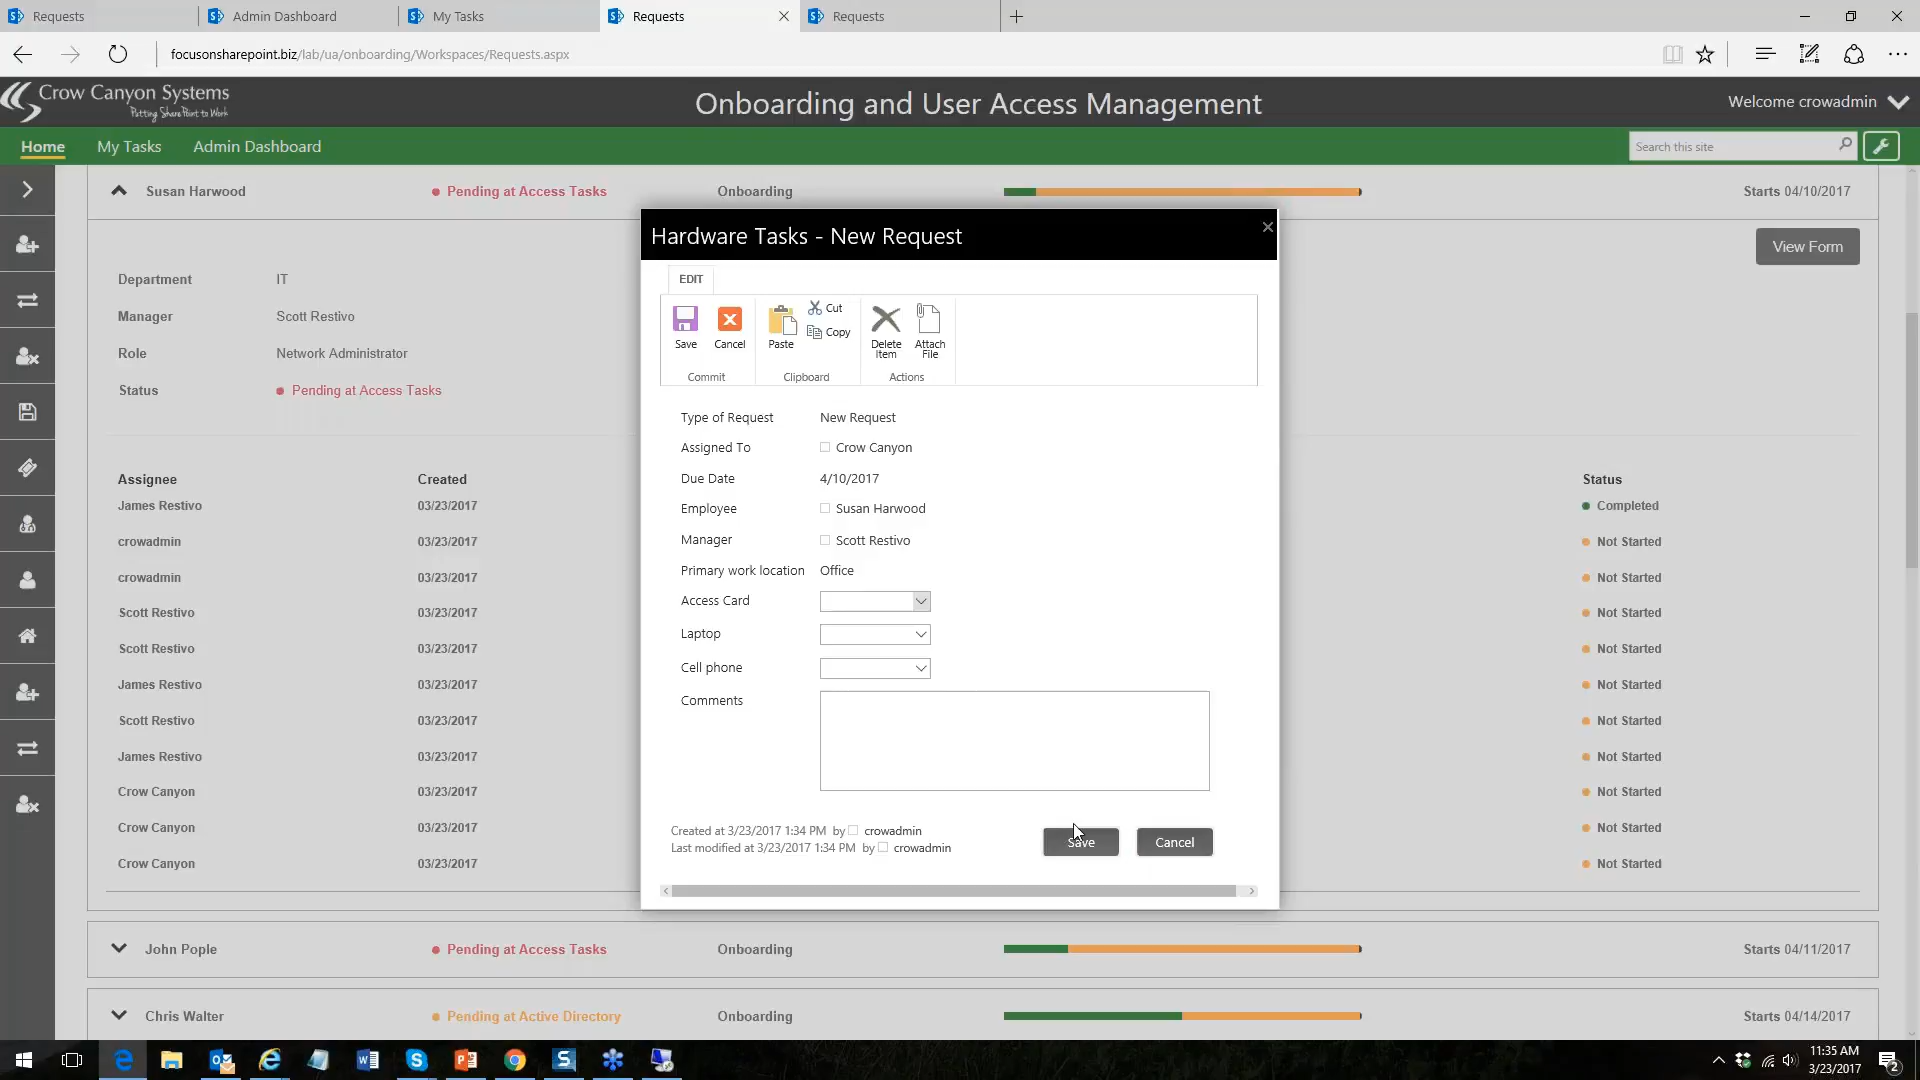 Requests
Admin Dashboard
My Tasks
Requests
Requests
focusonsharepoint.biz/lab/ua/onboarding/Workspaces/Requests.aspx
Crow Canyon Systems
Putting SharePoint to Work
Onboarding and User Access Management
Welcome crowadmin
Home My Tasks Admin Dashboard
Search this site
Susan Harwood Pending at Access Tasks Onboarding Starts 04/10/2017
View Form
Department IT
Manager Scott Restivo
Role Network Administrator
Status Pending at Access Tasks
Assignee Created Status
James Restivo 03/23/2017 Completed
crowadmin 03/23/2017 Not Started
crowadmin 03/23/2017 Not Started
Scott Restivo 03/23/2017 Not Started
Scott Restivo 03/23/2017 Not Started
James Restivo 03/23/2017 Not Started
Scott Restivo 03/23/2017 Not Started
James Restivo 03/23/2017 Not Started
Crow Canyon 03/23/2017 Not Started
Crow Canyon 03/23/2017 Not Started
Crow Canyon 03/23/2017 Not Started
Hardware Tasks - New Request
EDIT
Save Cancel Paste Cut Copy Delete Item Attach File
Commit Clipboard Actions
Type of Request New Request
Assigned To Crow Canyon
Due Date 4/10/2017
Employee Susan Harwood
Manager Scott Restivo
Primary work location Office
Access Card
Laptop
Cell phone
Comments
Created at 3/23/2017 1:34 PM by crowadmin
Last modified at 3/23/2017 1:34 PM by crowadmin
Save Cancel
John Pople Pending at Access Tasks Onboarding Starts 04/11/2017
Chris Walter Pending at Active Directory Onboarding Starts 04/14/2017
11:35 AM
3/23/2017
2